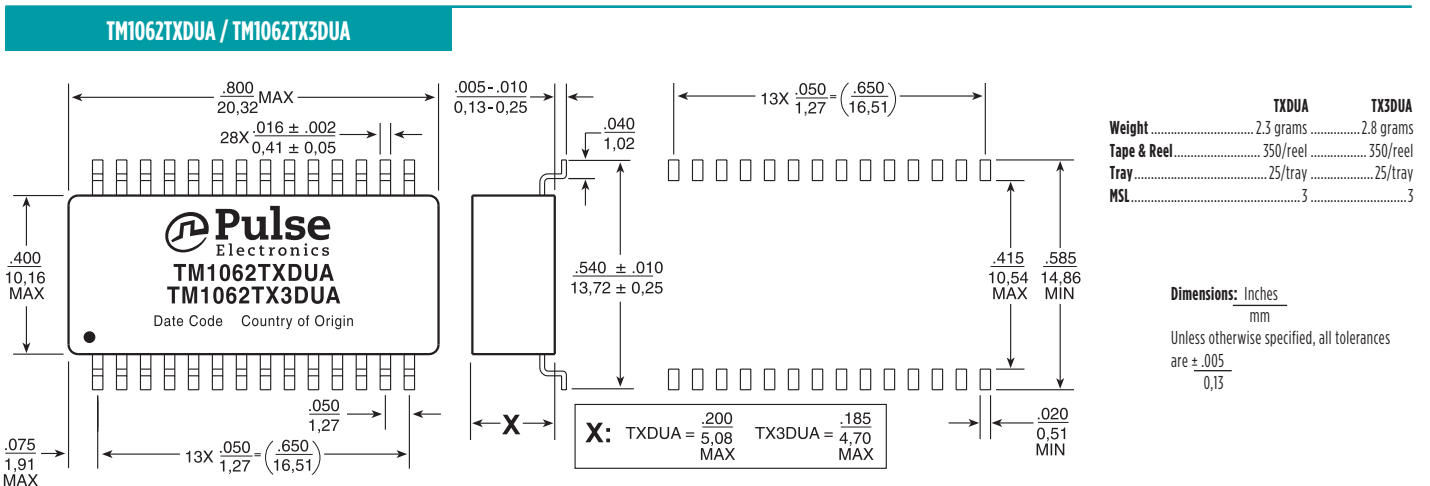 TM1062TXDUA / TM1062TX3DUA
.800
20,32
MAX
28X .016 ± .002
0,41 ± 0,05
.005-.010
0,13-0,25
.040
1,02
13X .050 = (.650)
1,27 (16,51)
TXDUA TX3DUA
Weight 2.3 grams 2.8 grams
Tape & Reel 350/reel 350/reel
Tray 25/tray 25/tray
MSL 3 3
Pulse
Electronics
TM1062TXDUA
TM1062TX3DUA
Date Code Country of Origin
.400
10,16
MAX
.540 ± .010
13,72 ± 0,25
.415
10,54
MAX
.585
14,86
MIN
Dimensions: Inches
mm
Unless otherwise specified, all tolerances
are ± .005
0,13
.050
1,27
.075
1,91
MAX
13X .050 = (.650)
1,27 (16,51)
X
X: TXDUA = .200 TX3DUA = .185
5,08 4,70
MAX MAX
.020
0,51
MIN